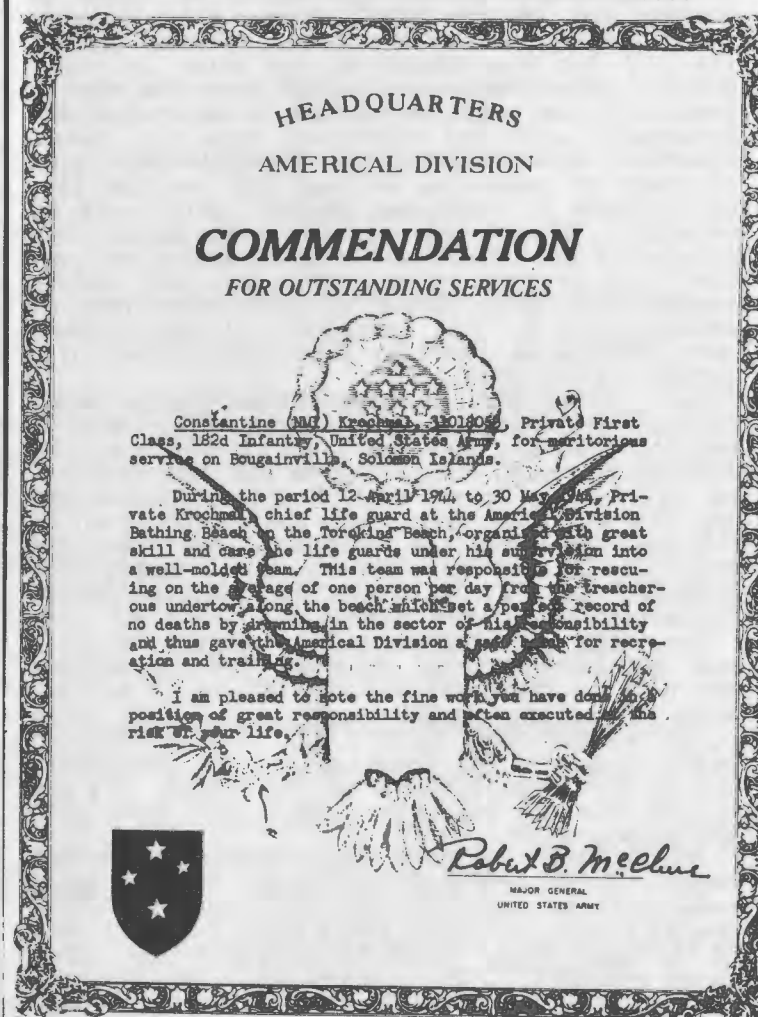 HEADQUARTERS
AMERICAL DIVISION
COMMENDATION
FOR OUTSTANDING SERVICES
Constantine (NMI) Krochmal, Private First
Class, 182d Infantry, United States Army, for meritorious
service on Bougainville, Solomon Islands.
During the period 12 April 1944 to 30 May 1944, Pri-
vate Krochmal, chief life guard at the Americal Division
Bathing Beach on the Torokina Beach, organized with great
skill and care the life guards under his supervision into
a well-molded team. This team was responsible for rescu-
ing on the average of one person per day from the treacher-
ous undertow along the beach which set a perfect record of
no deaths by drowning in the sector of his responsibility
and thus gave the Americal Division a safe beach for recre-
ation and training.
I am pleased to note the fine work you have done in a
position of great responsibility and often executed at the
risk of your life.
Robert B. McClure
MAJOR GENERAL
UNITED STATES ARMY